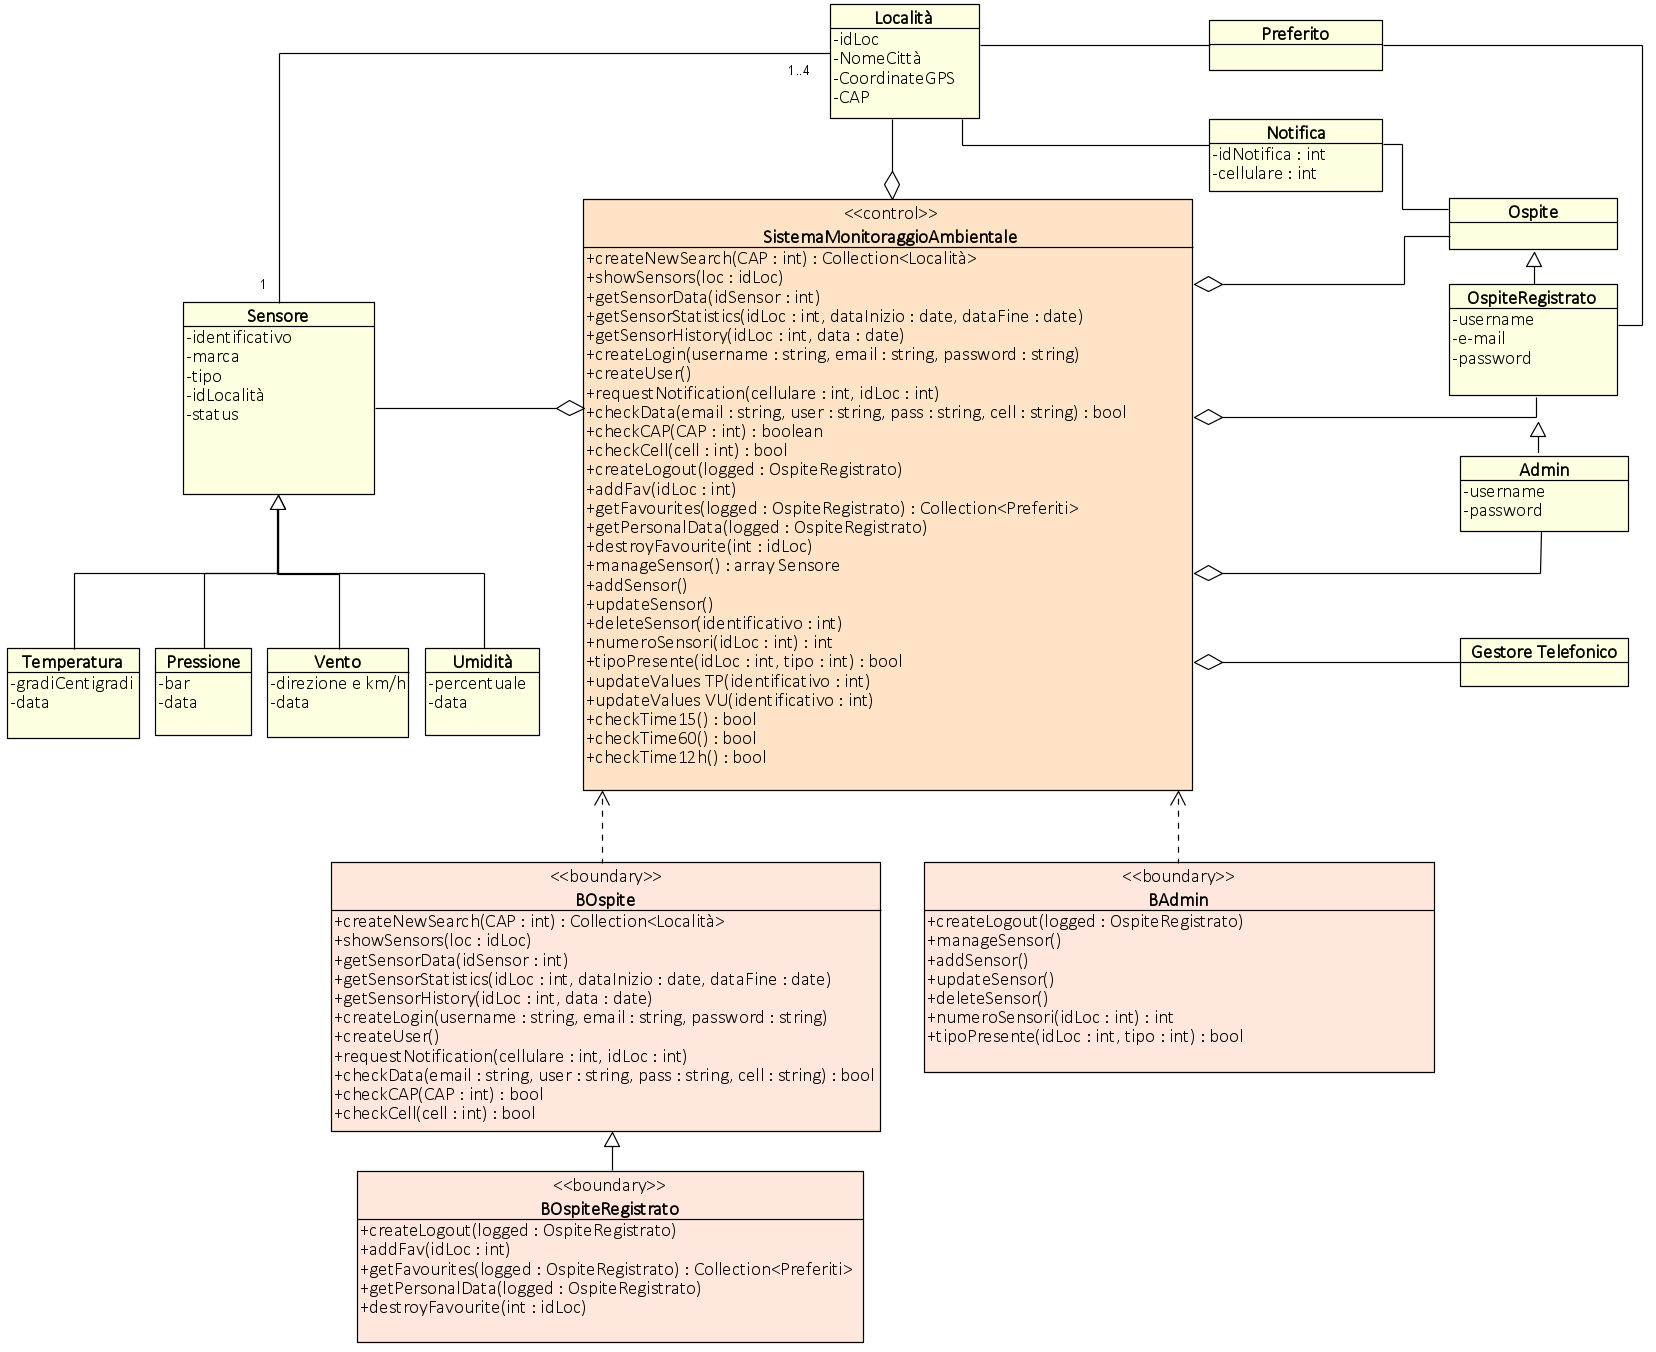 Località
-idLoc
-NomeCittà
-CoordinateGPS
-CAP
1..4
Preferito
Notifica
-idNotifica : int
-cellulare : int
Ospite
OspiteRegistrato
-username
-e-mail
-password
Admin
-username
-password
Gestore Telefonico
1
Sensore
-identificativo
-marca
-tipo
-idLocalità
-status
Temperatura
-gradiCentigradi
-data
Pressione
-bar
-data
Vento
-direzione e km/h
-data
Umidità
-percentuale
-data
<<control>>
SistemaMonitoraggioAmbientale
+createNewSearch(CAP : int) : Collection<Località>
+showSensors(loc : idLoc)
+getSensorData(idSensor : int)
+getSensorStatistics(idLoc : int, dataInizio : date, dataFine : date)
+getSensorHistory(idLoc : int, data : date)
+createLogin(username : string, email : string, password : string)
+createUser()
+requestNotification(cellulare : int, idLoc : int)
+checkData(email : string, user : string, pass : string, cell : string) : bool
+checkCAP(CAP : int) : boolean
+checkCell(cell : int) : bool
+createLogout(logged : OspiteRegistrato)
+addFav(idLoc : int)
+getFavourites(logged : OspiteRegistrato) : Collection<Preferiti>
+getPersonalData(logged : OspiteRegistrato)
+destroyFavourite(int : idLoc)
+manageSensor() : array Sensore
+addSensor()
+updateSensor()
+deleteSensor(identificativo : int)
+numeroSensori(idLoc : int) : int
+tipoPresente(idLoc : int, tipo : int) : bool
+updateValues TP(identificativo : int)
+updateValues VU(identificativo : int)
+checkTime15() : bool
+checkTime60() : bool
+checkTime12h() : bool
<<boundary>>
BOspite
+createNewSearch(CAP : int) : Collection<Località>
+showSensors(loc : idLoc)
+getSensorData(idSensor : int)
+getSensorStatistics(idLoc : int, dataInizio : date, dataFine : date)
+getSensorHistory(idLoc : int, data : date)
+createLogin(username : string, email : string, password : string)
+createUser()
+requestNotification(cellulare : int, idLoc : int)
+checkData(email : string, user : string, pass : string, cell : string) : bool
+checkCAP(CAP : int) : bool
+checkCell(cell : int) : bool
<<boundary>>
BAdmin
+createLogout(logged : OspiteRegistrato)
+manageSensor()
+addSensor()
+updateSensor()
+deleteSensor()
+numeroSensori(idLoc : int) : int
+tipoPresente(idLoc : int, tipo : int) : bool
<<boundary>>
BOspiteRegistrato
+createLogout(logged : OspiteRegistrato)
+addFav(idLoc : int)
+getFavourites(logged : OspiteRegistrato) : Collection<Preferiti>
+getPersonalData(logged : OspiteRegistrato)
+destroyFavourite(int : idLoc)